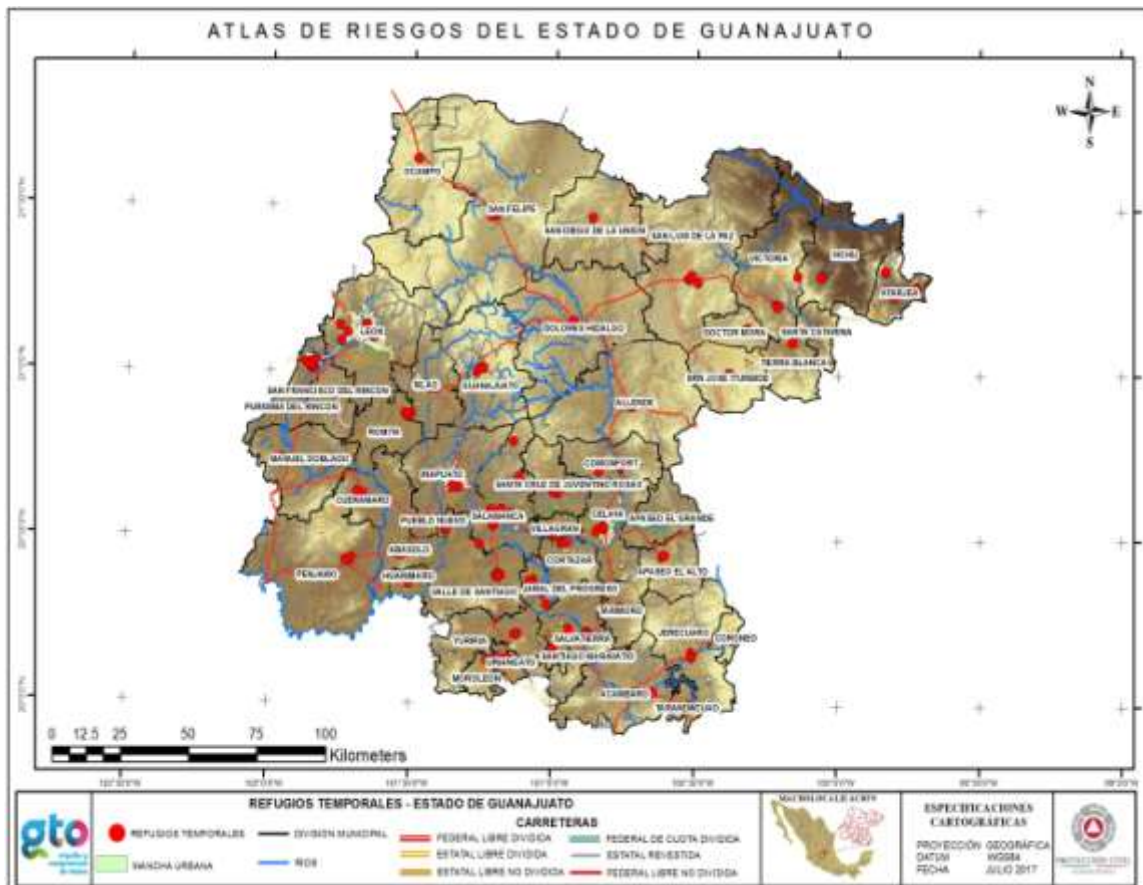 ATLAS DE RIESGOS DEL ESTADO DE GUANAJUATO
N
W E
S
OCAMPO
SAN FELIPE
SAN DIEGO DE LA UNION
SAN LUIS DE LA PAZ
VICTORIA
XICHU
ATARJEA
LEON
DOLORES HIDALGO
DOCTOR MORA
SANTA CATARINA
TIERRA BLANCA
SAN JOSE ITURBIDE
SAN FRANCISCO DEL RINCON
SILAO
GUANAJUATO
PURISIMA DEL RINCON
ALLENDE
ROMITA
MANUEL DOBLADO
IRAPUATO
COMONFORT
SANTA CRUZ DE JUVENTINO ROSAS
CUERAMARO
PUEBLO NUEVO
SALAMANCA
VILLAGRAN
CELAYA
APASEO EL GRANDE
ABASOLO
CORTAZAR
PENJAMO
HUANIMARO
APASEO EL ALTO
VALLE DE SANTIAGO
JARAL DEL PROGRESO
TARIMORO
YURIRIA
SALVATIERRA
JERECUARO
CORONEO
URIANGATO
SANTIAGO MARAVATIO
MOROLEON
ACAMBARO
TARANDACUAO
0 12.5 25 50 75 100
Kilometers
gto
REFUGIOS TEMPORALES - ESTADO DE GUANAJUATO
CARRETERAS
REFUGIOS TEMPORALES
DIVISION MUNICIPAL
FEDERAL LIBRE DIVIDIDA
FEDERAL DE CUOTA DIVIDIDA
ESTATAL LIBRE DIVIDIDA
ESTATAL REVESTIDA
MANCHA URBANA
RIOS
ESTATAL LIBRE NO DIVIDIDA
FEDERAL LIBRE NO DIVIDIDA
MACROLOCALIZACIÓN
ESPECIFICACIONES
CARTOGRÁFICAS
PROYECCIÓN GEOGRÁFICA
DATUM WGS84
FECHA JULIO 2017
PROTECCIÓN CIVIL